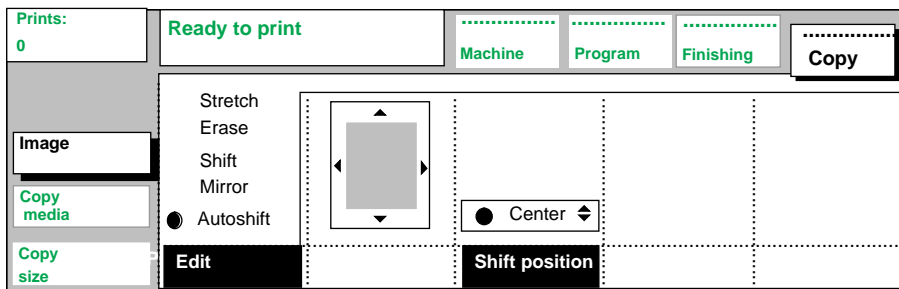 Prints:
0
Ready to print
Machine
Program
Finishing
Copy
Image
Copy
media
Copy
size
Stretch
Erase
Shift
Mirror
Autoshift
Edit
Center
Shift position